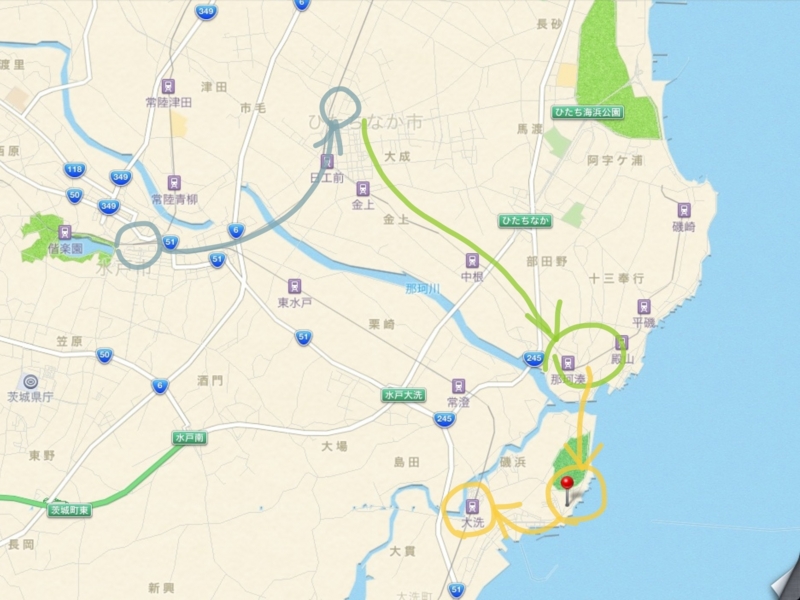 349
6
長砂
渡里
津田
常陸津田
市毛
ひたちなか市
ひたち海浜公園
馬渡
大成
阿字ケ浦
118
349
日工前
50
常陸青柳
金上
349
金上
磯崎
ひたちなか
偕楽園
51
6
水戸市
51
中根
部田野
東水戸
那珂川
十三奉行
平磯
栗崎
笠原
51
殿山
50
245
那珂湊
茨城県庁
6
酒門
常澄
水戸大洗
245
水戸南
大場
東野
島田
磯浜
茨城町東
大洗
長岡
大貫
新興
51
大洗町